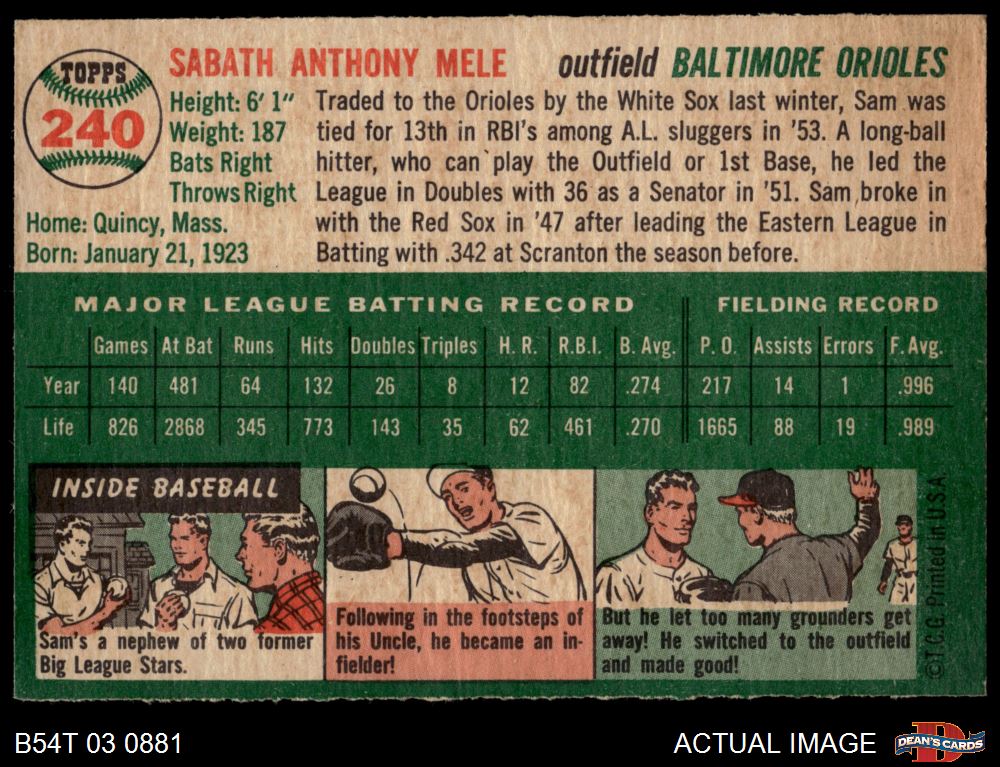 TOPPS
240
SABATH ANTHONY MELE outfield BALTIMORE ORIOLES
Height: 6' 1"
Weight: 187
Bats Right
Throws Right
Home: Quincy, Mass.
Born: January 21, 1923
Traded to the Orioles by the White Sox last winter, Sam was
tied for 13th in RBI's among A.L. sluggers in '53. A long-ball
hitter, who can play the Outfield or 1st Base, he led the
League in Doubles with 36 as a Senator in '51. Sam broke in
with the Red Sox in '47 after leading the Eastern League in
Batting with .342 at Scranton the season before.
MAJOR LEAGUE BATTING RECORD FIELDING RECORD
Games At Bat Runs Hits Doubles Triples H. R. R.B.I. B. Avg. P. O. Assists Errors F. Avg.
Year 140 481 64 132 26 8 12 82 .274 217 14 1 .996
Life 826 2868 345 773 143 35 62 461 .270 1665 88 19 .989
INSIDE BASEBALL
Sam's a nephew of two former
Big League Stars.
Following in the footsteps of
his Uncle, he became an in-
fielder!
But he let too many grounders get
away! He switched to the outfield
and made good!
©T.C.G. Printed in U.S.A.
B54T 03 0881
ACTUAL IMAGE
DEAN'S CARDS